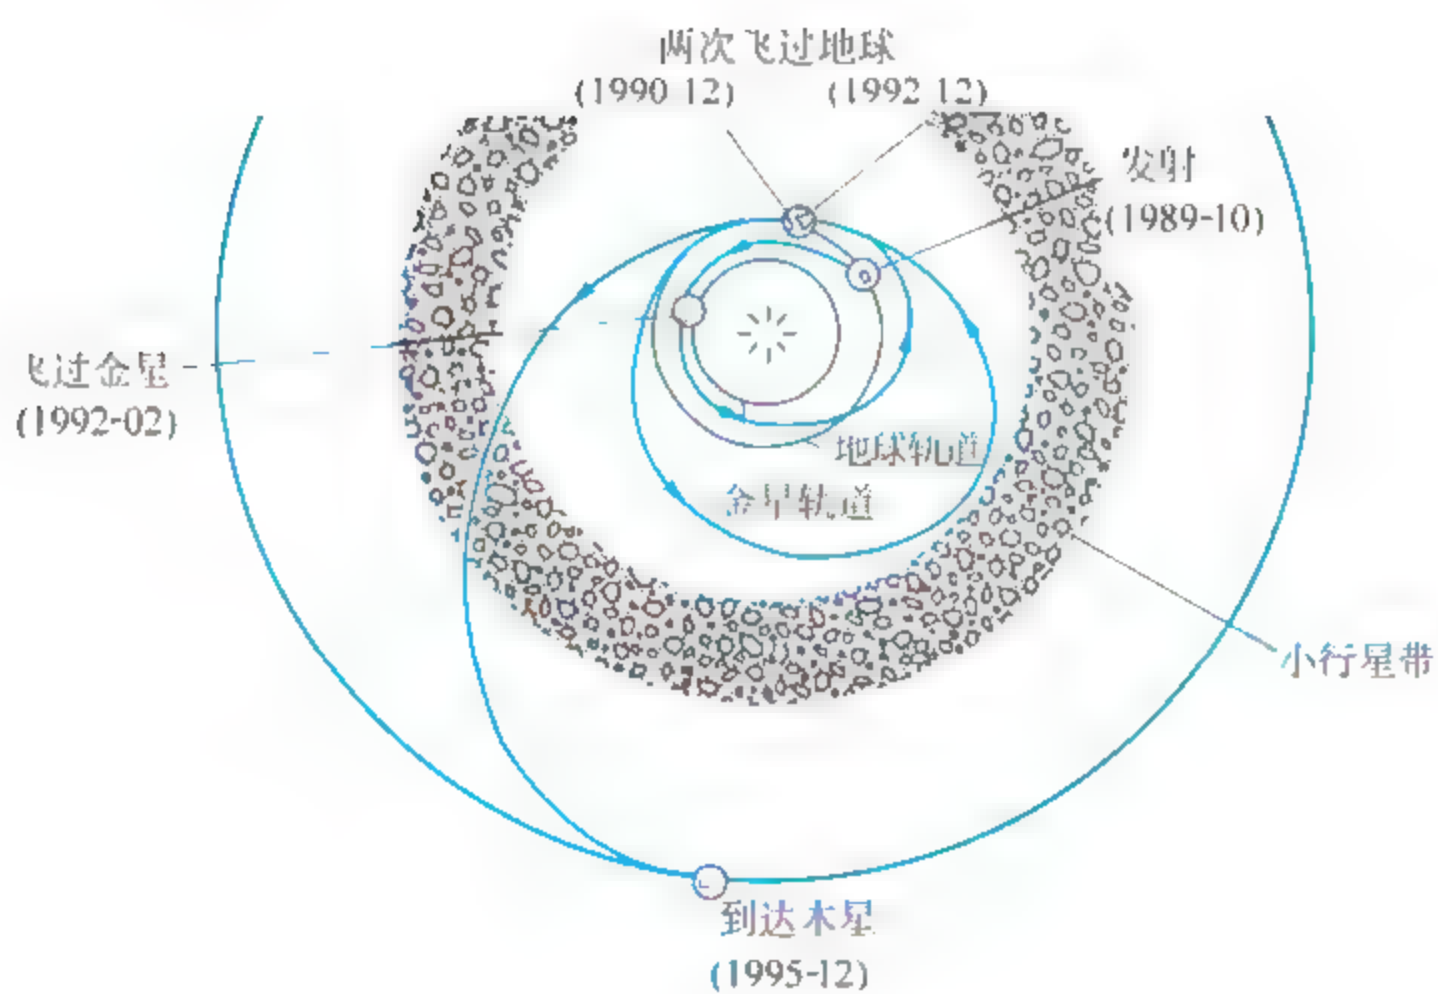 两次飞过地球
(1990 12)
(1992 12)
发射
(1989-10)
飞过金星
(1992-02)
地球轨道
金星轨道
小行星带
到达木星
(1995-12)